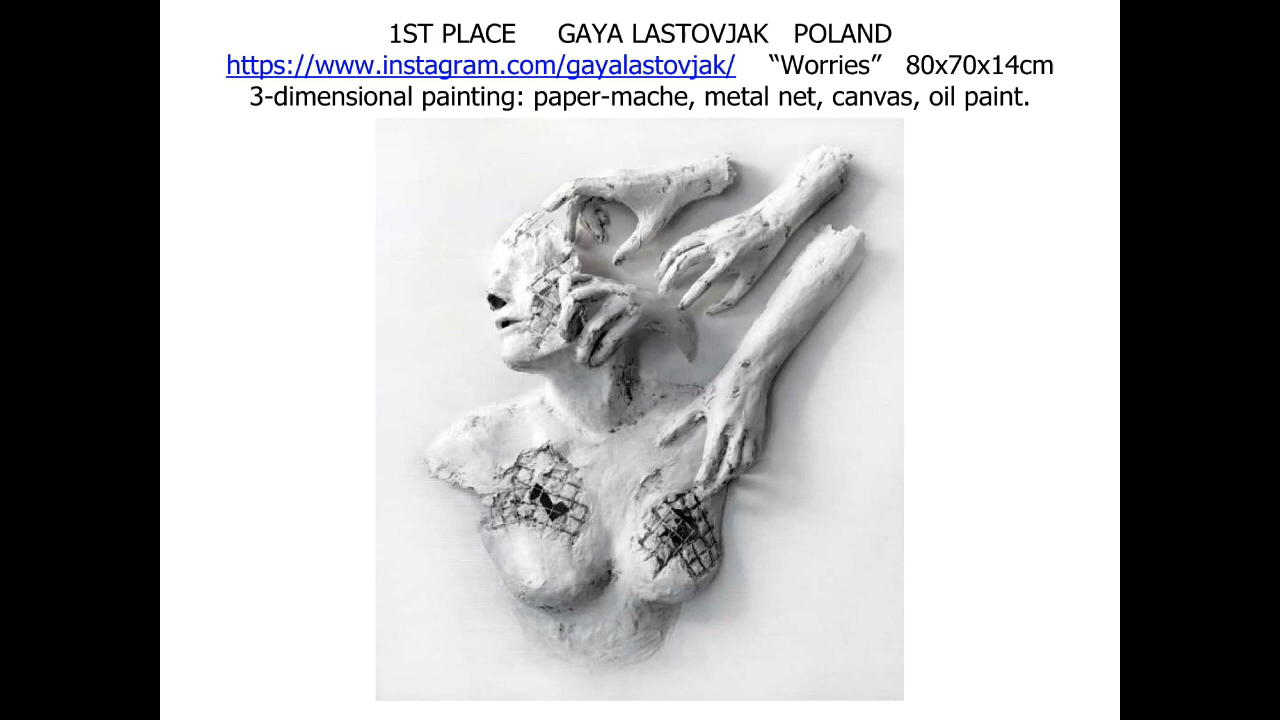 1ST PLACE GAYA LASTOVJAK POLAND
https://www.instagram.com/gayalastovjak/ “Worries” 80x70x14cm
3-dimensional painting: paper-mache, metal net, canvas, oil paint.